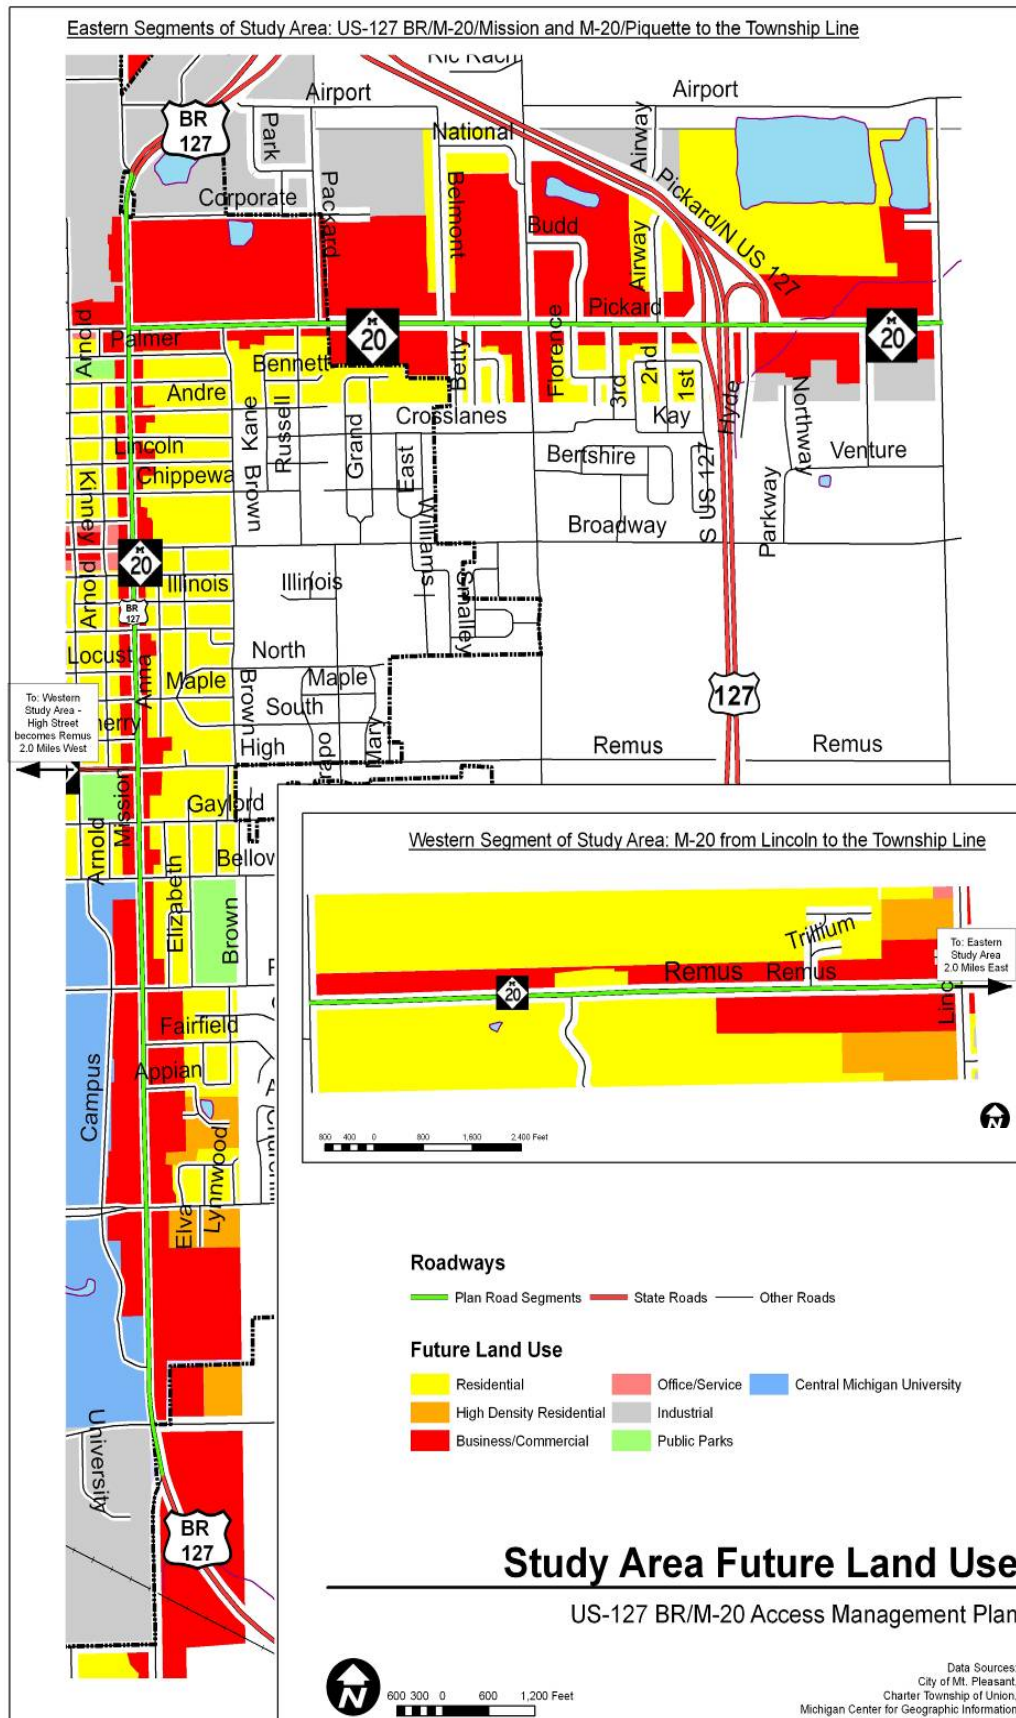 Eastern Segments of Study Area: US-127 BR/M-20/Mission and M-20/Piquette to the Township Line
Ric Rach
Airport
Airport
BR
127
Park
National
Airway
Corporate
Packard
Belmont
Pickard/N US 127
Budd
Airway
Pickard
Arnold
Palmer
M
20
M
20
Bennett
Betty
Florence
3rd
2nd
1st
Hyde
Northway
Andre
Kane
Russell
Grand
Crosslanes
Kay
Lincoln
East
Bertshire
Venture
Kinney
Chippewa
Brown
Williams
S US 127
Broadway
Parkway
M
20
Arnold
Illinois
Illinois
Smalley
BR
127
Locust
North
Anna
Maple
Brown
Maple
127
To: Western
Study Area -
High Street
becomes Remus
2.0 Miles West
South
Mary
High
Remus
Remus
Mission
Gaylord
Arnold
Elizabeth
Brown
Western Segment of Study Area: M-20 from Lincoln to the Township Line
Trillium
To: Eastern
Study Area
2.0 Miles East
Remus
Remus
M
20
Fairfield
Appian
Campus
N
800 400 0 800 1,600 2,400 Feet
Lynnwood
Elva
Roadways
Plan Road Segments
State Roads
Other Roads
Future Land Use
Residential
Office/Service
Central Michigan University
High Density Residential
Industrial
Business/Commercial
Public Parks
University
BR
127
Study Area Future Land Use
US-127 BR/M-20 Access Management Plan
N
600 300 0 600 1,200 Feet
Data Sources:
City of Mt. Pleasant,
Charter Township of Union,
Michigan Center for Geographic Information